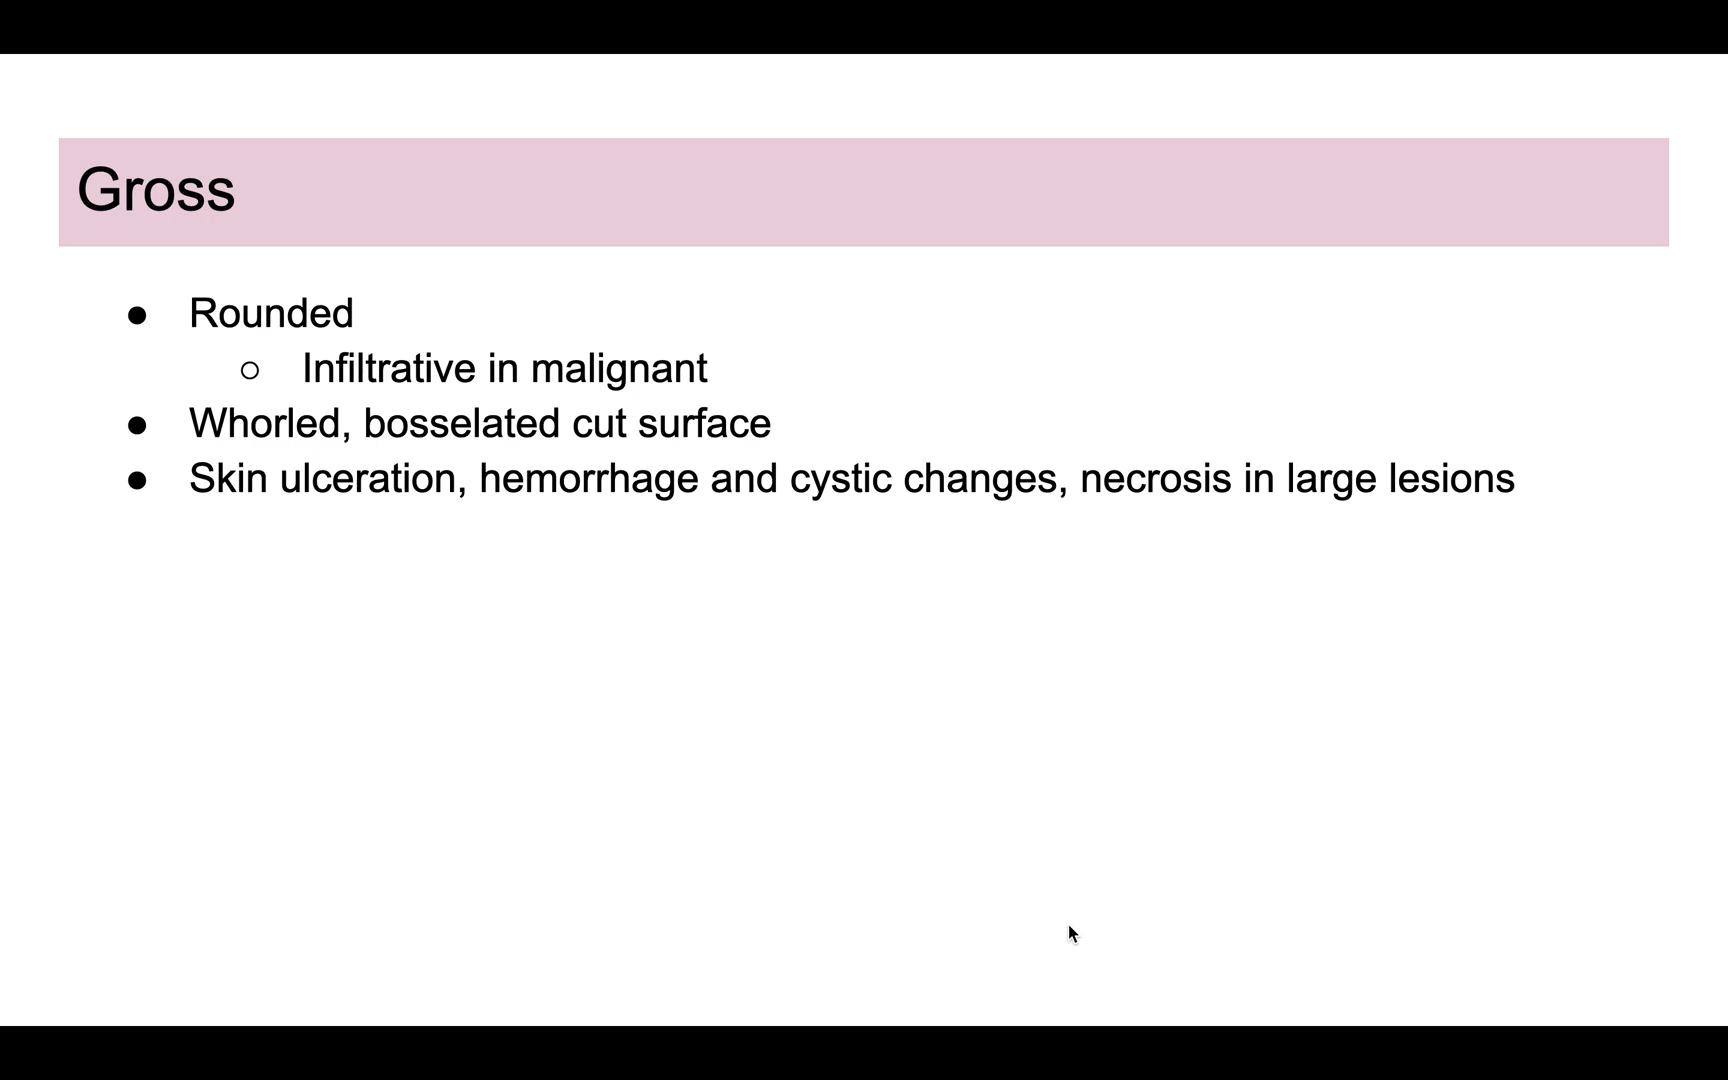 Gross
● Rounded
○ Infiltrative in malignant
● Whorled, bosselated cut surface
● Skin ulceration, hemorrhage and cystic changes, necrosis in large lesions